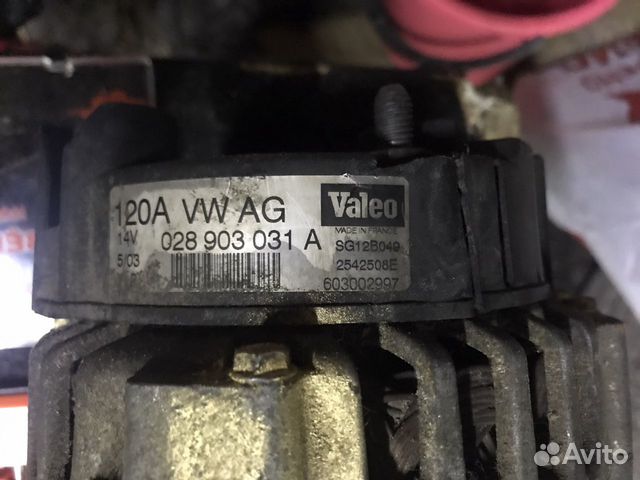 120A VW AG
Valeo
MADE IN FRANCE
14V 028 903 031 A
SG12B049
5/03
2542508E
603002997
Avito